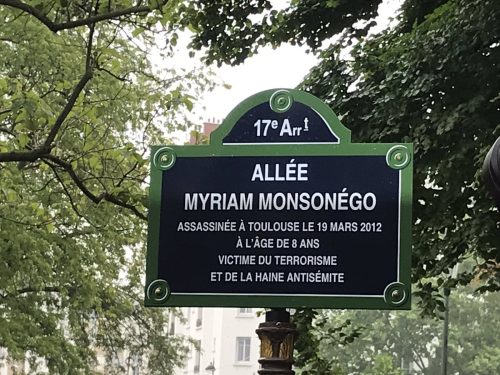 17e Arrt
ALLÉE
MYRIAM MONSONÉGO
ASSASSINÉE À TOULOUSE LE 19 MARS 2012
À L'ÂGE DE 8 ANS
VICTIME DU TERRORISME
ET DE LA HAINE ANTISÉMITE